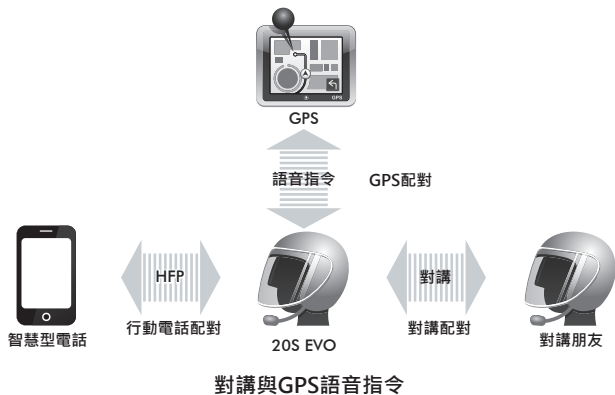 GPS
GPS
語音指令 GPS配對
HFP 對講
智慧型電話 行動電話配對 20S EVO 對講配對 對講朋友
對講與GPS語音指令